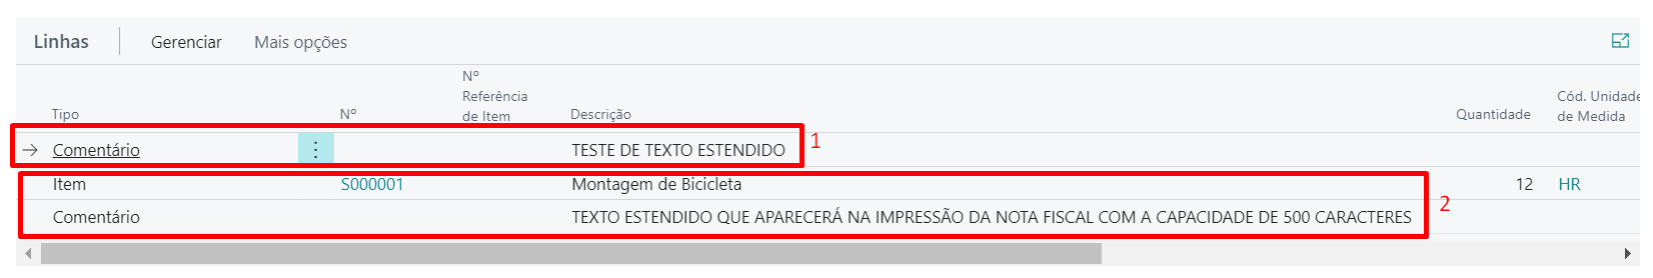 Linhas Gerenciar Mais opções
Tipo Nº Nº Referência de Item Descrição Quantidade Cód. Unidade de Medida
Comentário TESTE DE TEXTO ESTENDIDO 1
Item S000001 Montagem de Bicicleta 12 HR
Comentário TEXTO ESTENDIDO QUE APARECERÁ NA IMPRESSÃO DA NOTA FISCAL COM A CAPACIDADE DE 500 CARACTERES 2